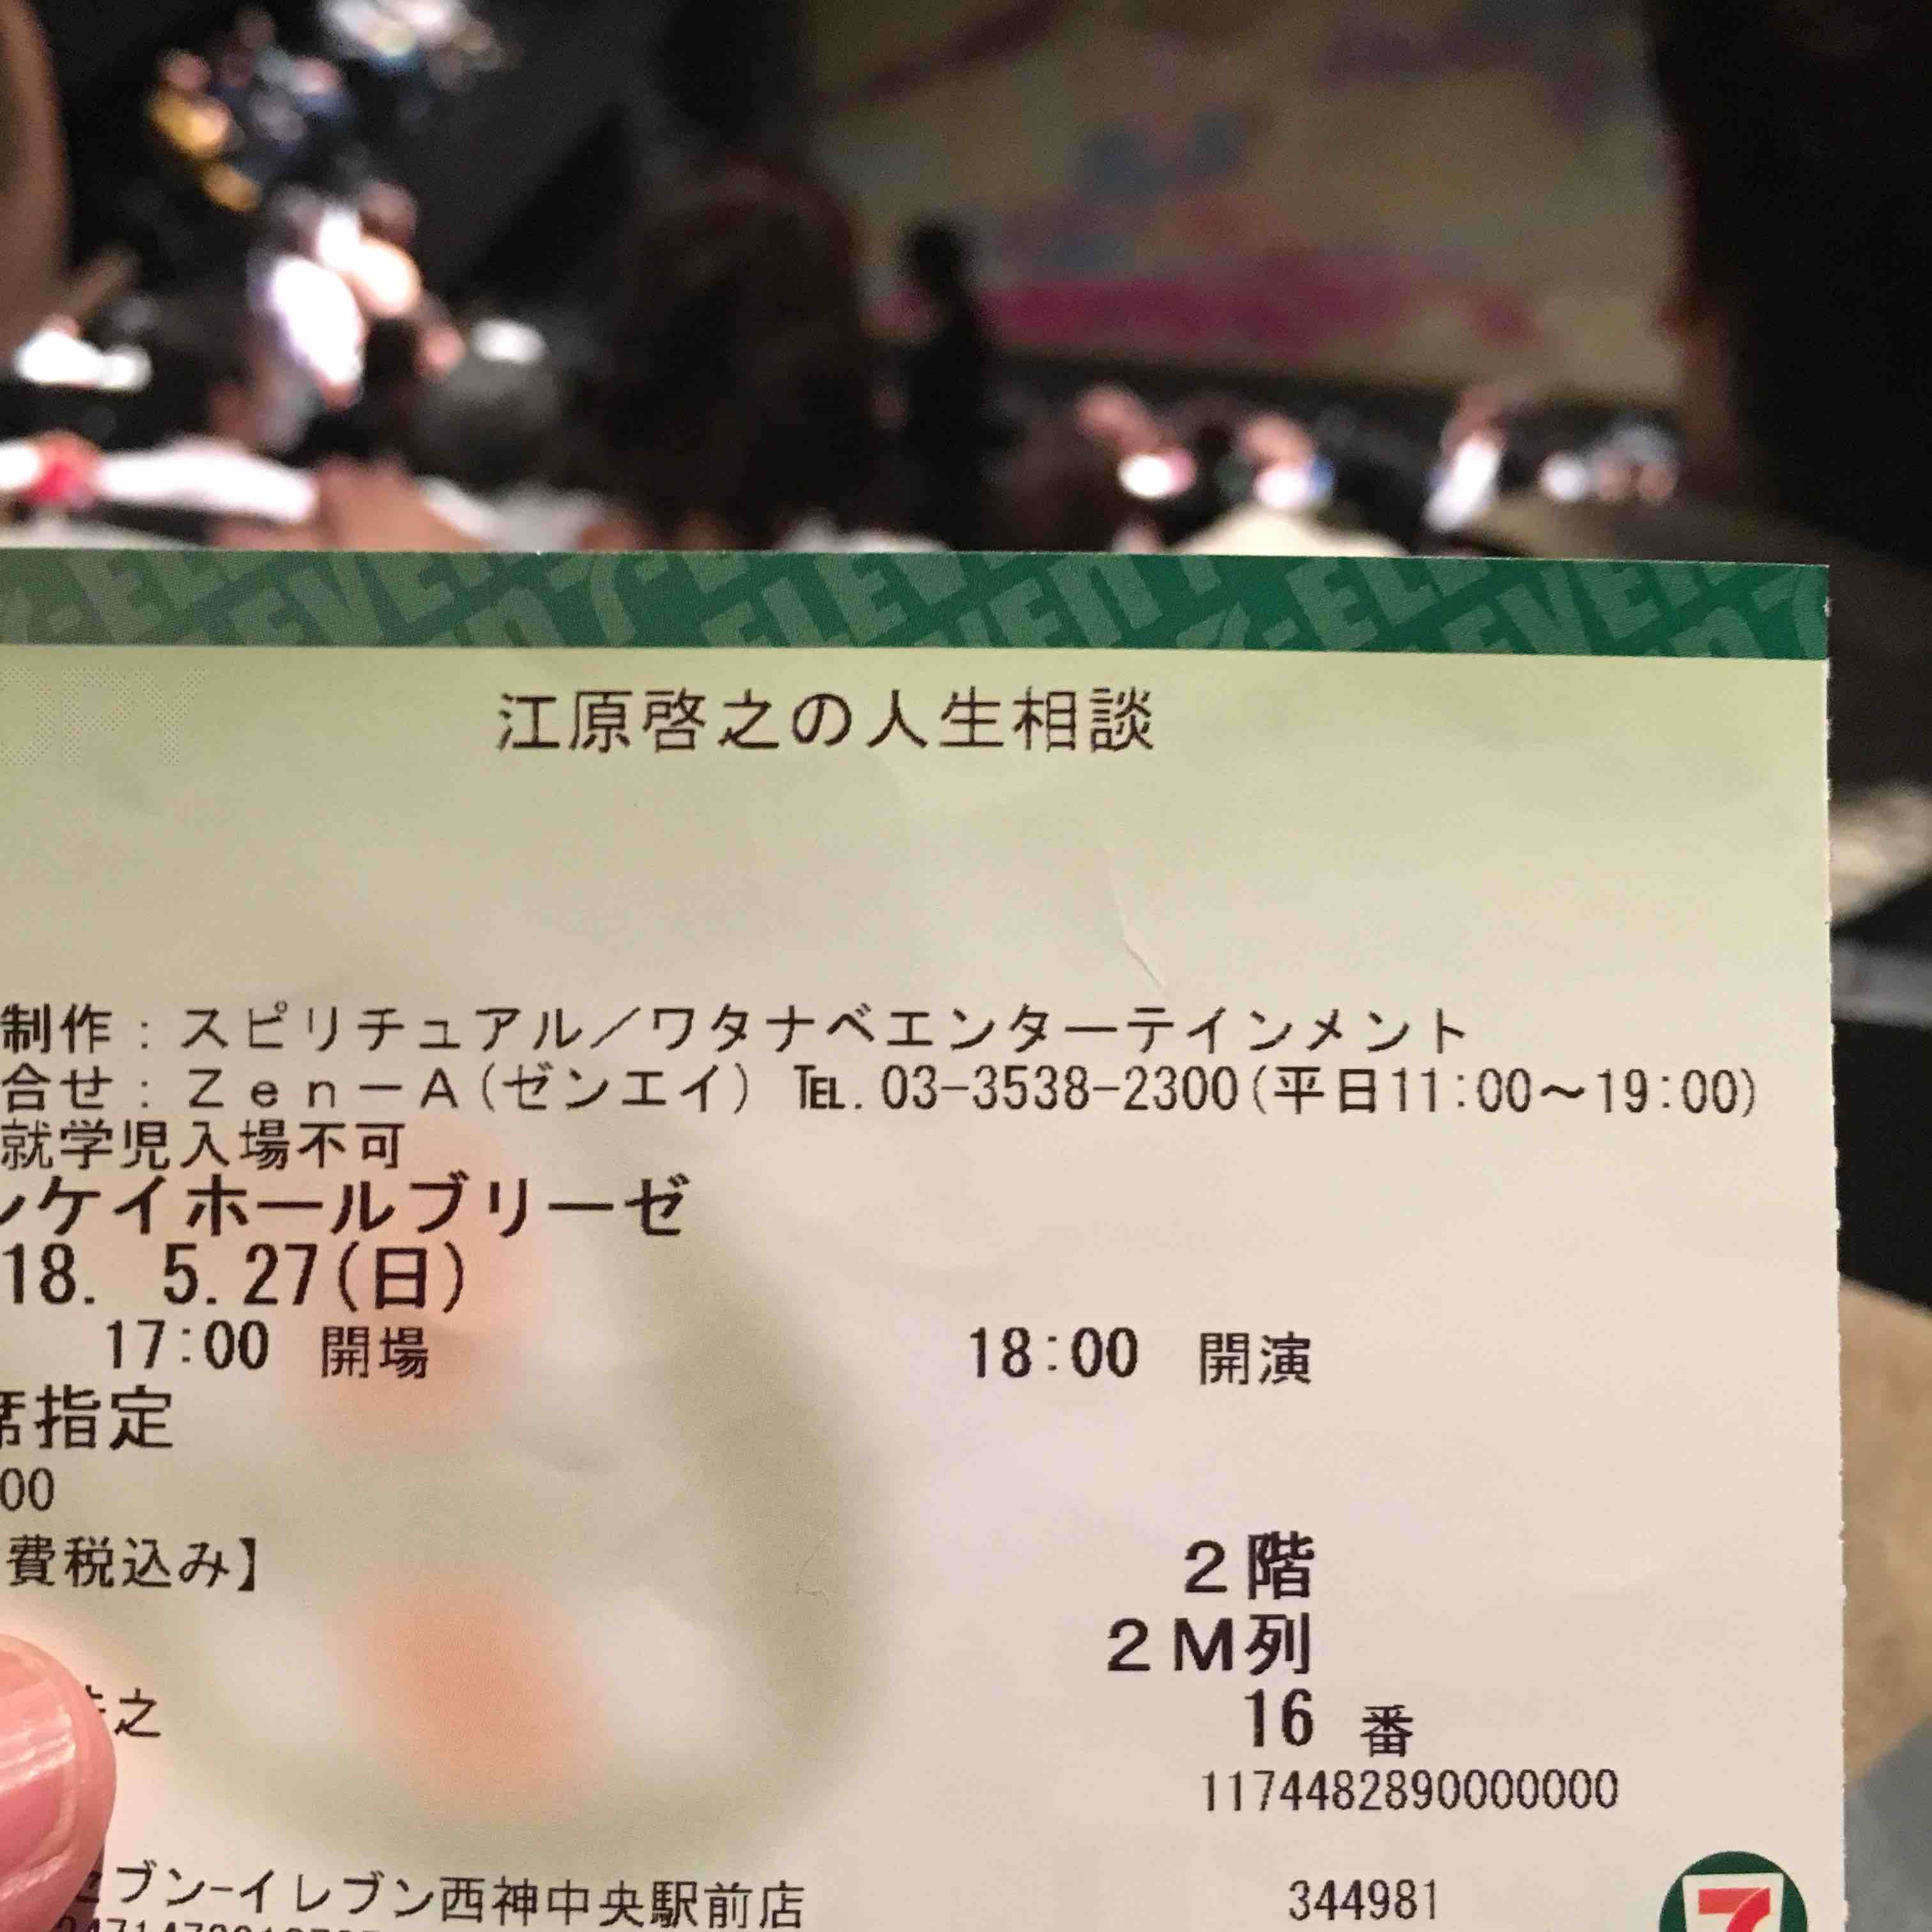 江原啓之の人生相談
制作：スピリチュアル／ワタナベエンターテインメント
合せ：Ｚｅｎ－Ａ(ゼンエイ) ℡.03-3538-2300(平日11:00～19:00)
就学児入場不可
ンケイホールブリーゼ
18. 5.27(日)
17:00 開場 18:00 開演
席指定
00
費税込み】
２階
２Ｍ列
16 番
之
1174482890000000
セブン-イレブン西神中央駅前店 344981
7